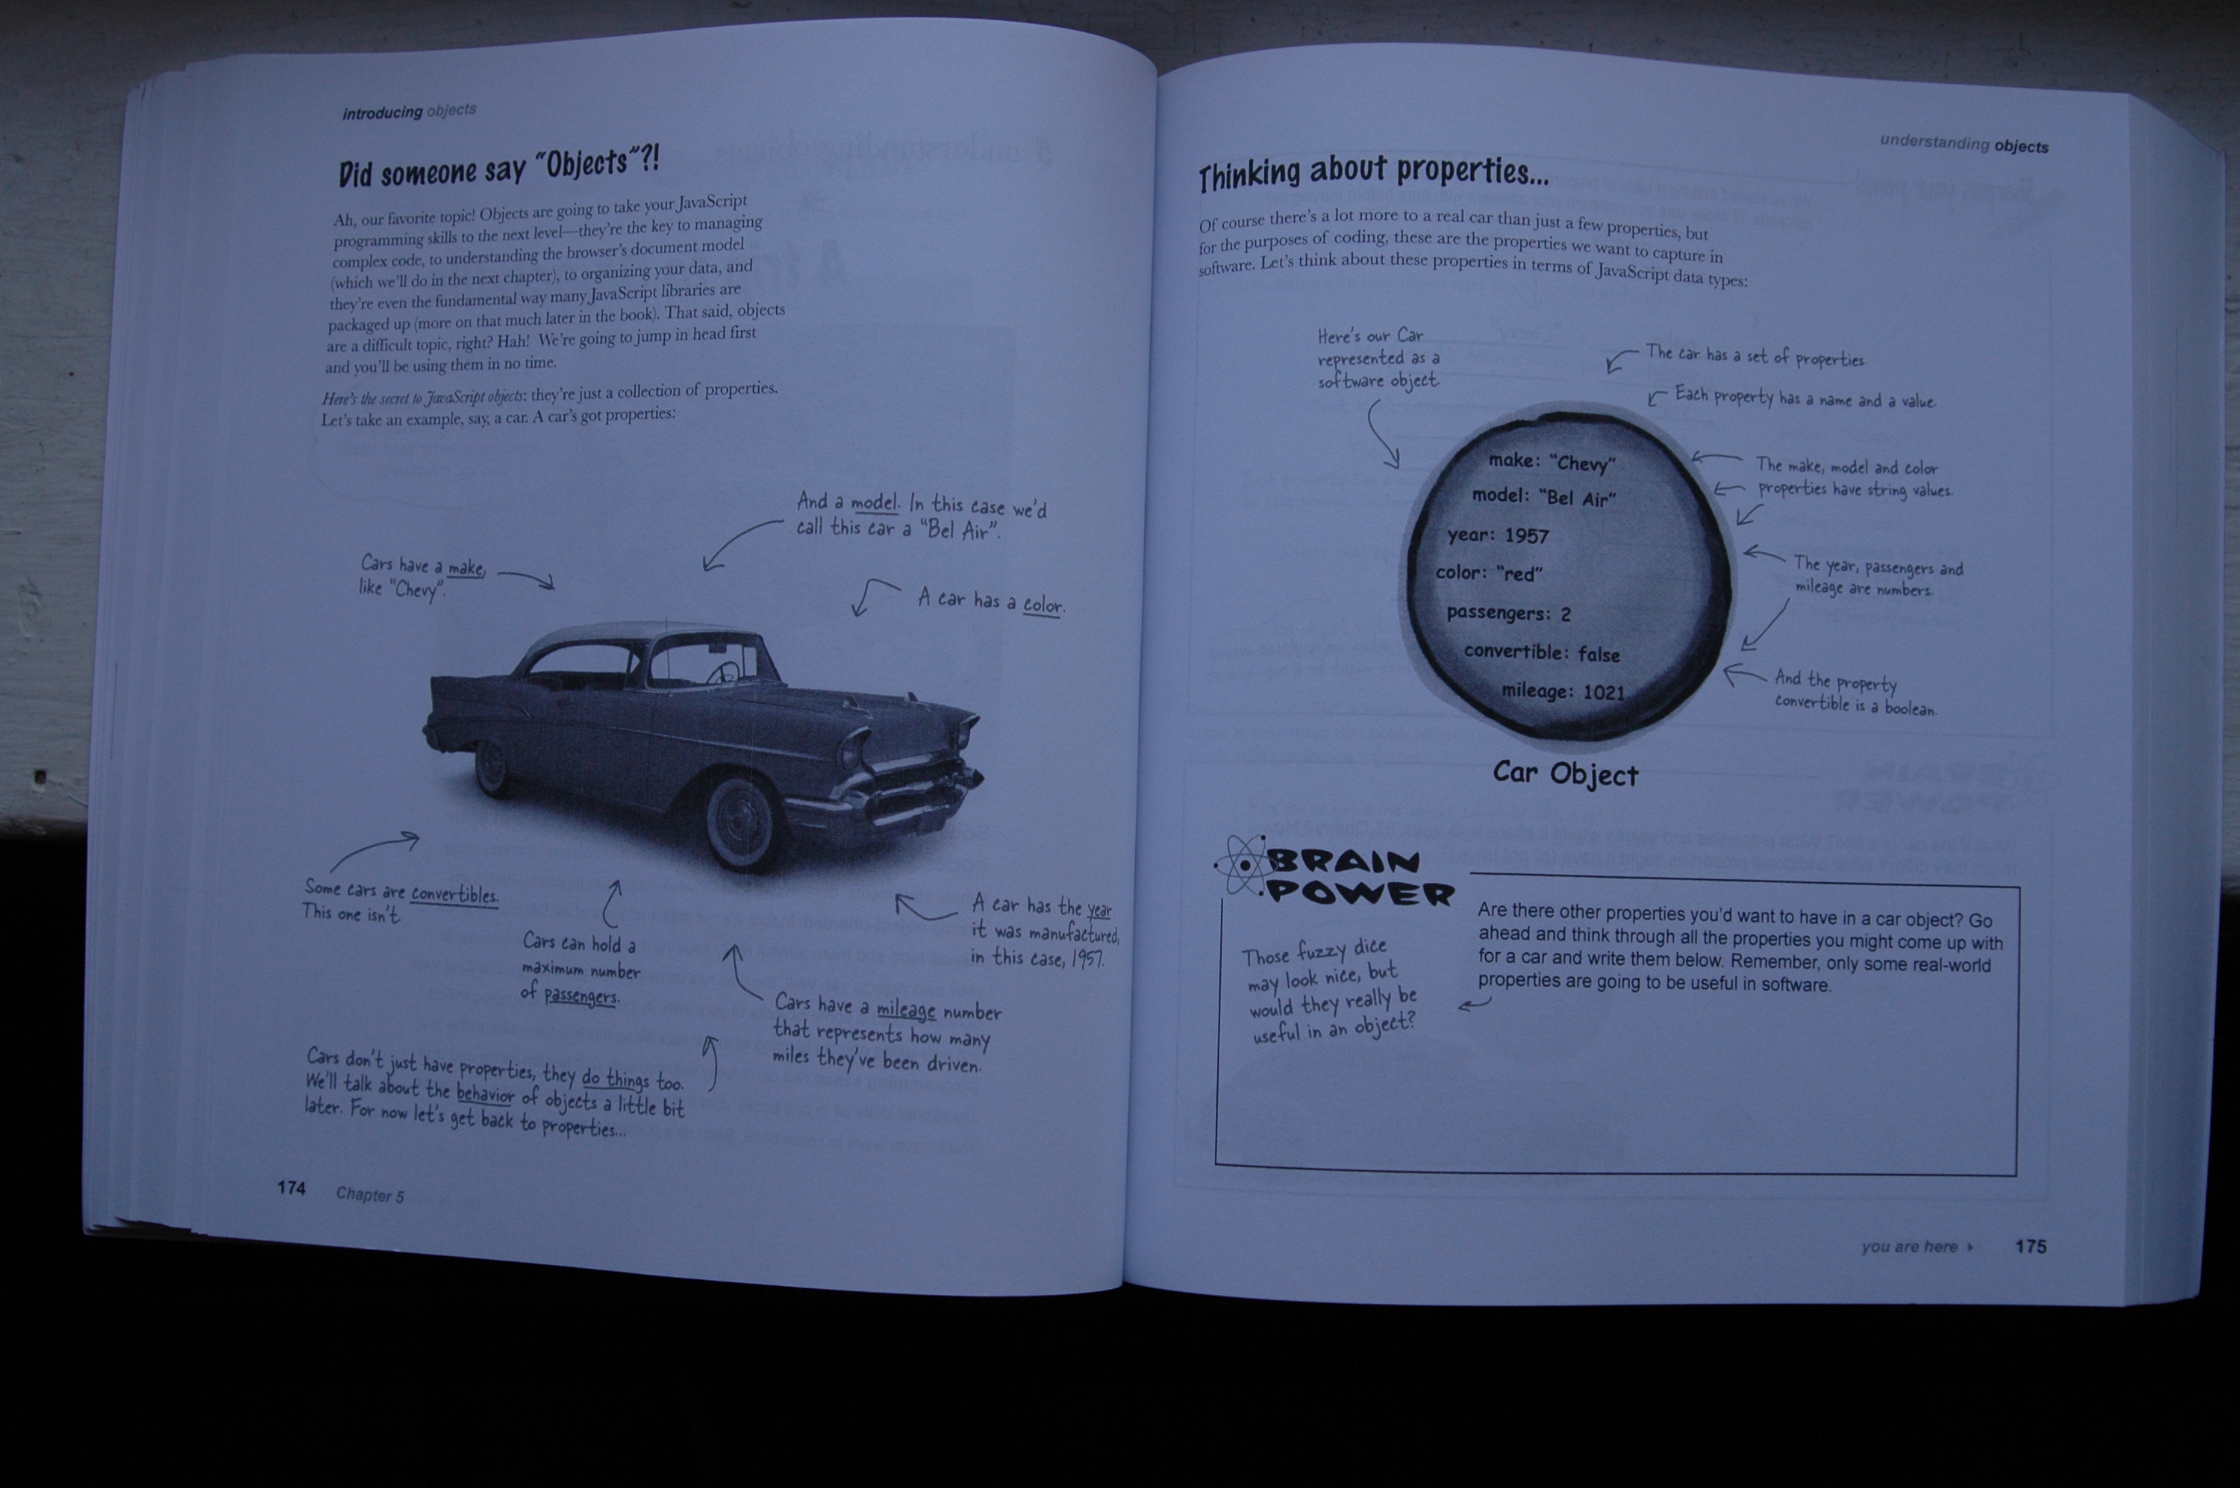 introducing objects
Did someone say “Objects”?!
Ah, our favorite topic! Objects are going to take your JavaScript
programming skills to the next level—they’re the key to managing
complex code, to understanding the browser’s document model
(which we’ll do in the next chapter), to organizing your data, and
they’re even the fundamental way many JavaScript libraries are
packaged up (more on that much later in the book). That said, objects
are a difficult topic, right? Hah! We’re going to jump in head first
and you’ll be using them in no time.
Here’s the secret to JavaScript objects: they’re just a collection of properties.
Let’s take an example, say, a car. A car’s got properties:
And a model. In this case we’d
call this car a “Bel Air”.
Cars have a make,
like “Chevy”.
A car has a color.
Some cars are convertibles.
This one isn’t.
Cars can hold a
maximum number
of passengers.
A car has the year
it was manufactured,
in this case, 1957.
Cars have a mileage number
that represents how many
miles they’ve been driven.
Cars don’t just have properties, they do things too.
We’ll talk about the behavior of objects a little bit
later. For now let’s get back to properties...
174 Chapter 5
understanding objects
Thinking about properties...
Of course there’s a lot more to a real car than just a few properties, but
for the purposes of coding, these are the properties we want to capture in
software. Let’s think about these properties in terms of JavaScript data types:
Here’s our Car
represented as a
software object.
The car has a set of properties.
Each property has a name and a value.
make: “Chevy”
model: “Bel Air”
year: 1957
color: “red”
passengers: 2
convertible: false
mileage: 1021
The make, model and color
properties have string values.
The year, passengers and
mileage are numbers.
And the property
convertible is a boolean.
Car Object
BRAIN
POWER
Are there other properties you’d want to have in a car object? Go
ahead and think through all the properties you might come up with
for a car and write them below. Remember, only some real-world
properties are going to be useful in software.
Those fuzzy dice
may look nice, but
would they really be
useful in an object?
you are here ▸ 175